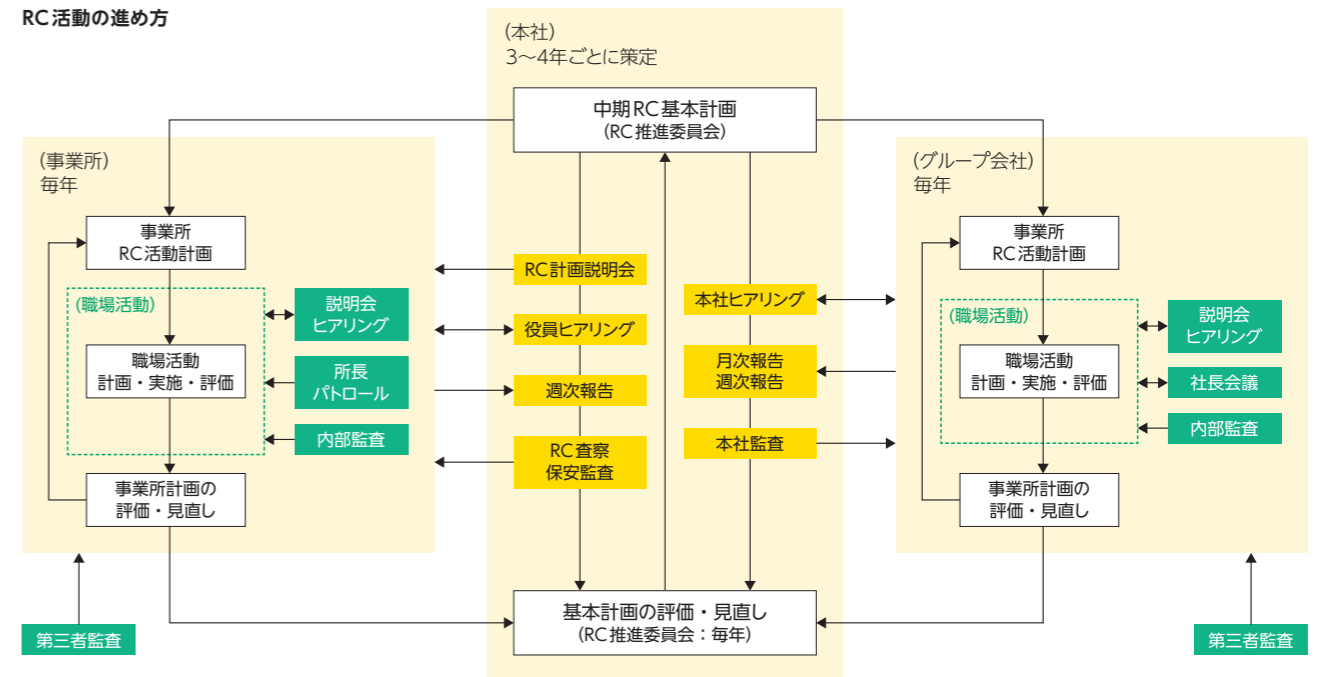 RC活動の進め方
(本社)
3〜4年ごとに策定
中期RC基本計画
(RC推進委員会)
(事業所)
毎年
事業所
RC活動計画
(職場活動)
説明会
ヒアリング
職場活動
計画・実施・評価
所長
パトロール
内部監査
事業所計画の
評価・見直し
第三者監査
RC計画説明会
役員ヒアリング
週次報告
RC査察
保安監査
本社ヒアリング
月次報告
週次報告
本社監査
基本計画の評価・見直し
(RC推進委員会：毎年)
(グループ会社)
毎年
事業所
RC活動計画
(職場活動)
説明会
ヒアリング
職場活動
計画・実施・評価
社長会議
内部監査
事業所計画の
評価・見直し
第三者監査